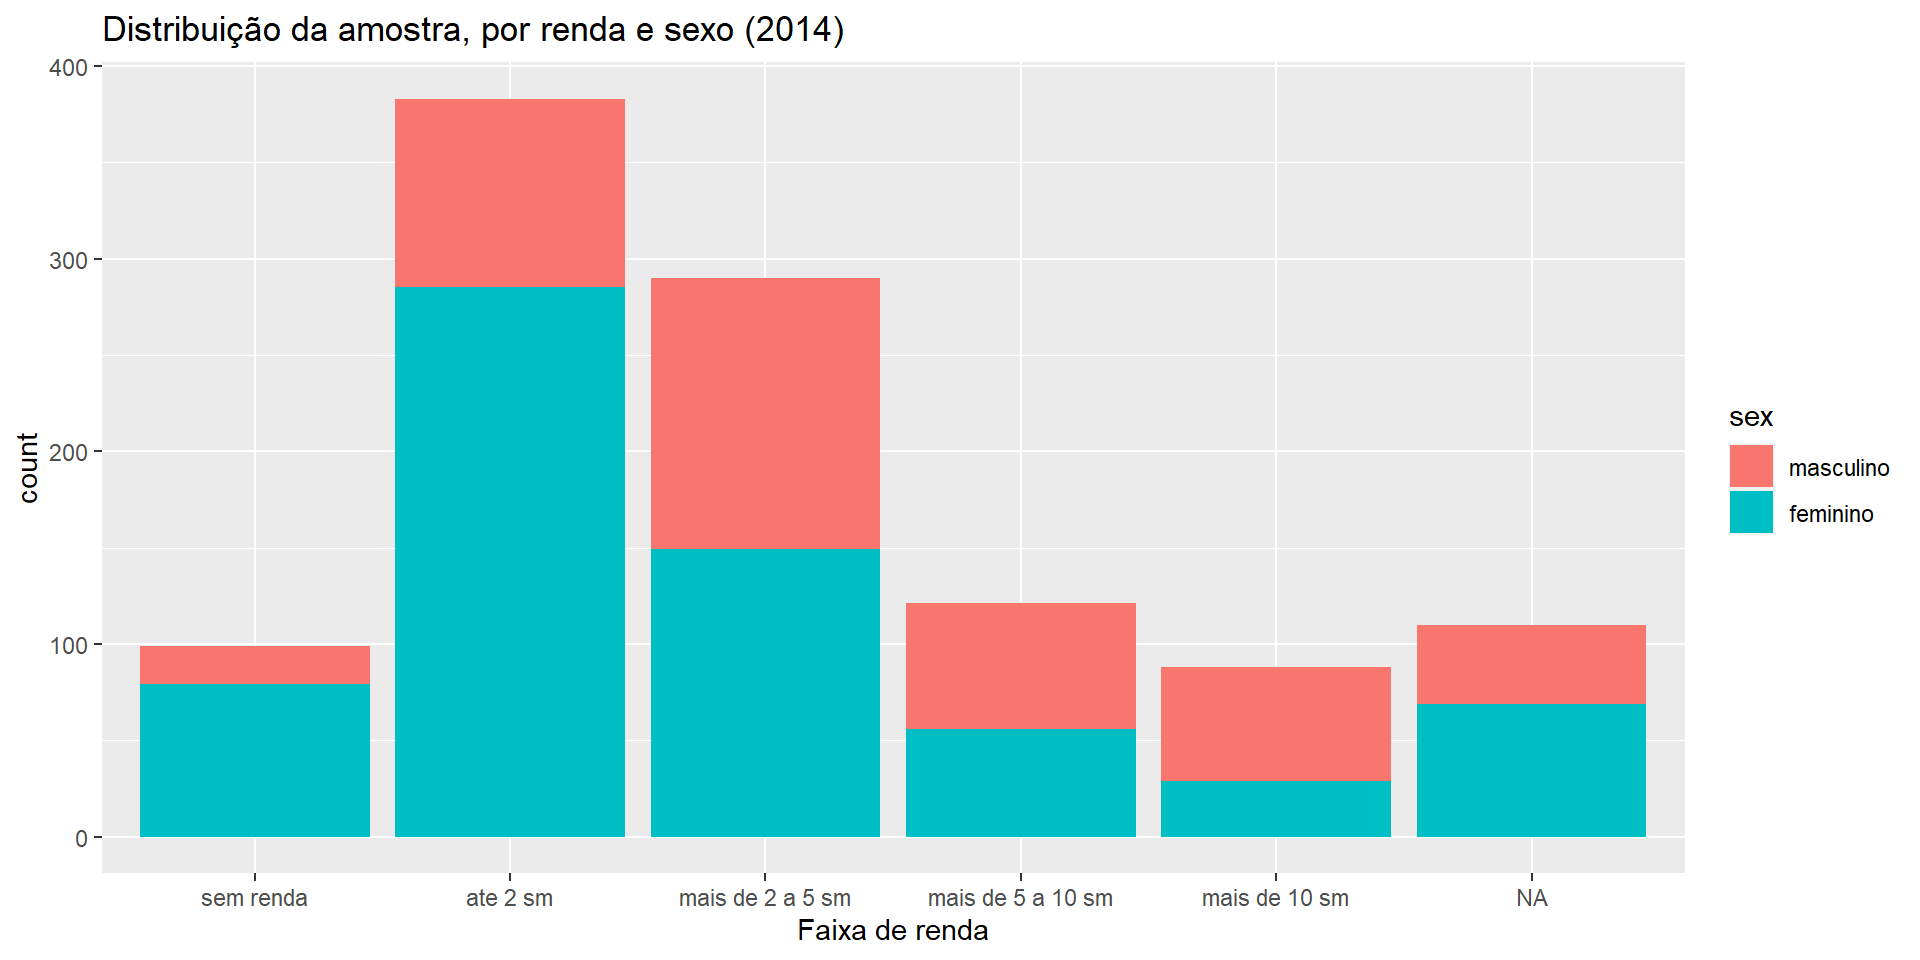 Distribuição da amostra, por renda e sexo (2014)
400
300
200
100
0
count
sem renda
ate 2 sm
mais de 2 a 5 sm
mais de 5 a 10 sm
mais de 10 sm
NA
Faixa de renda
sex
masculino
feminino